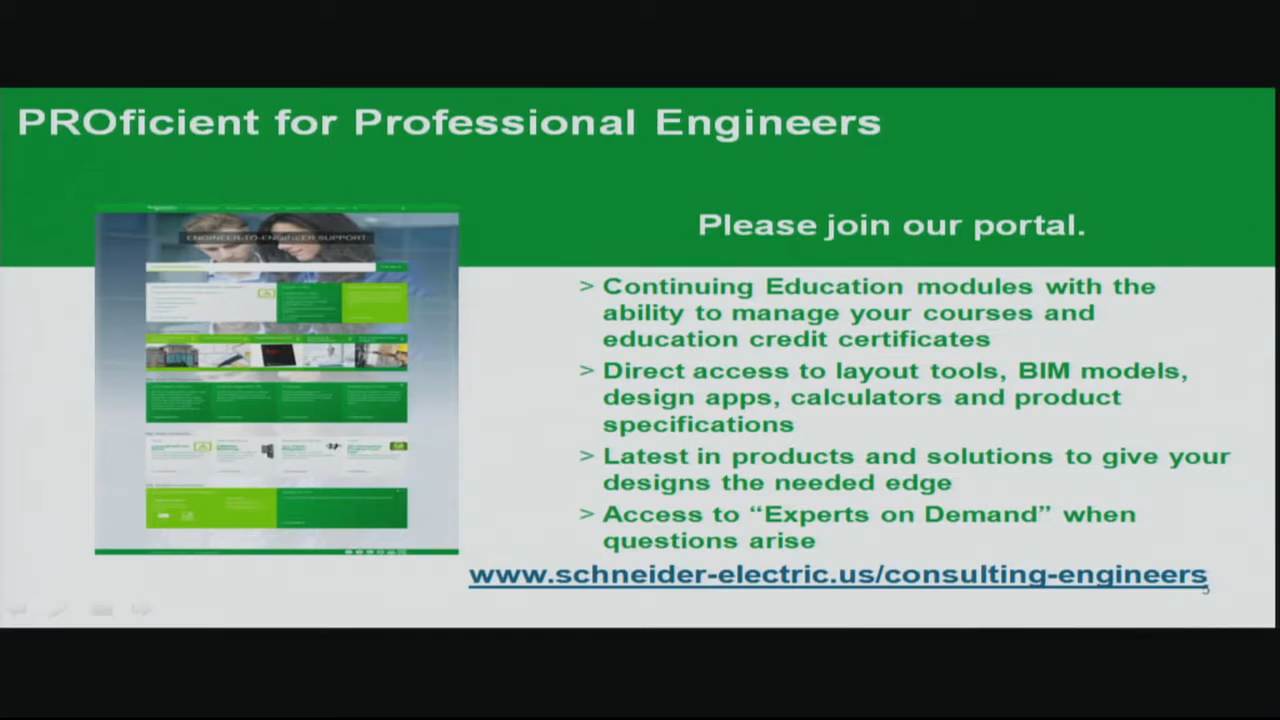 PROficient for Professional Engineers
Please join our portal.
ENGINEER-TO-ENGINEER SUPPORT
> Continuing Education modules with the
ability to manage your courses and
education credit certificates
> Direct access to layout tools, BIM models,
design apps, calculators and product
specifications
> Latest in products and solutions to give your
designs the needed edge
> Access to “Experts on Demand” when
questions arise
www.schneider-electric.us/consulting-engineers
5